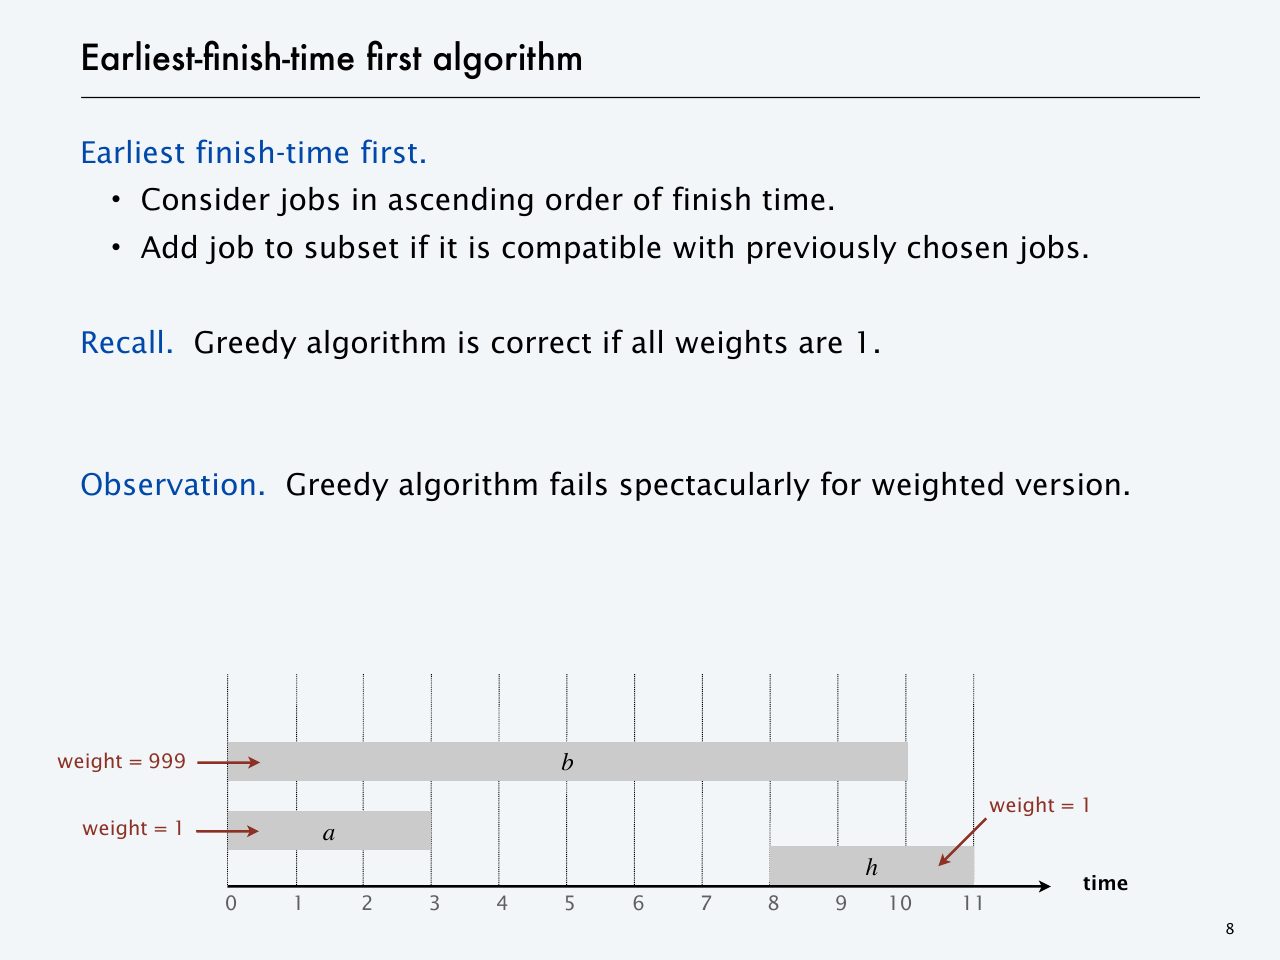 Earliest-finish-time first algorithm
Earliest finish-time first.
• Consider jobs in ascending order of finish time.
• Add job to subset if it is compatible with previously chosen jobs.
Recall. Greedy algorithm is correct if all weights are 1.
Observation. Greedy algorithm fails spectacularly for weighted version.
weight = 999
b
weight = 1
a
weight = 1
h
time
0 1 2 3 4 5 6 7 8 9 10 11
8